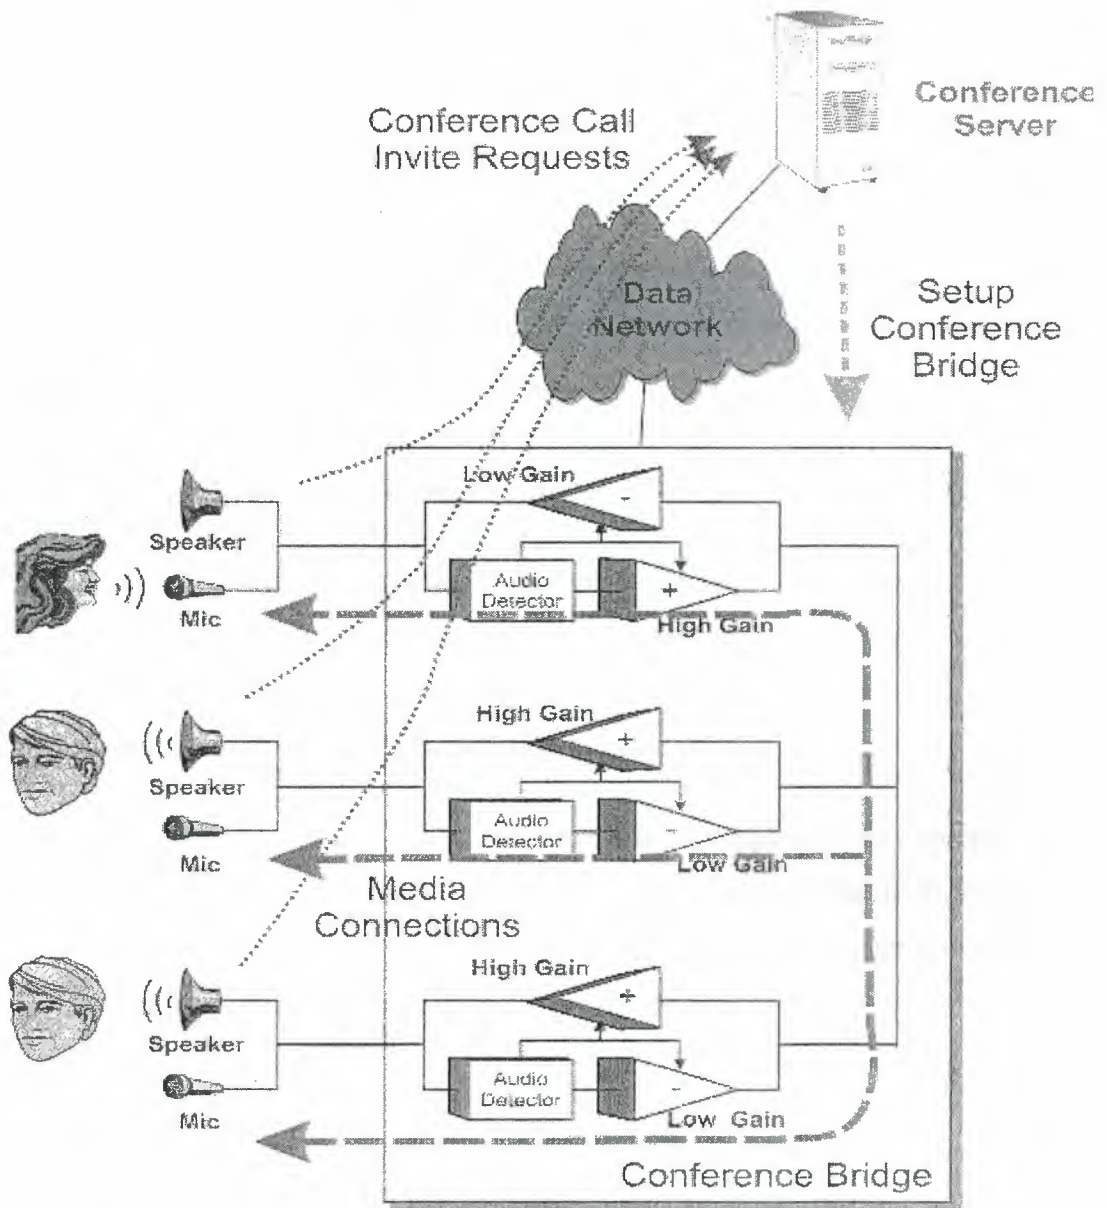 Conference
Server
Conference Call
Invite Requests
Data
Network
Setup
Conference
Bridge
Low Gain
-
Speaker
Audio
Detector
+
Mic
High Gain
High Gain
+
Speaker
Audio
Detector
-
Mic
Low Gain
Media
Connections
High Gain
+
Speaker
Audio
Detector
-
Mic
Low Gain
Conference Bridge